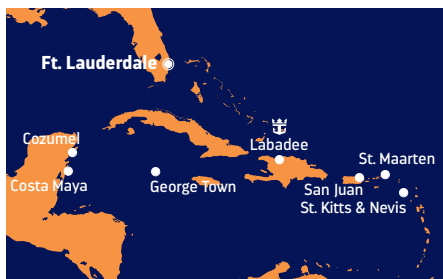 Ft. Lauderdale
Cozumel
Labadee
St. Maarten
Costa Maya
George Town
San Juan
St. Kitts & Nevis